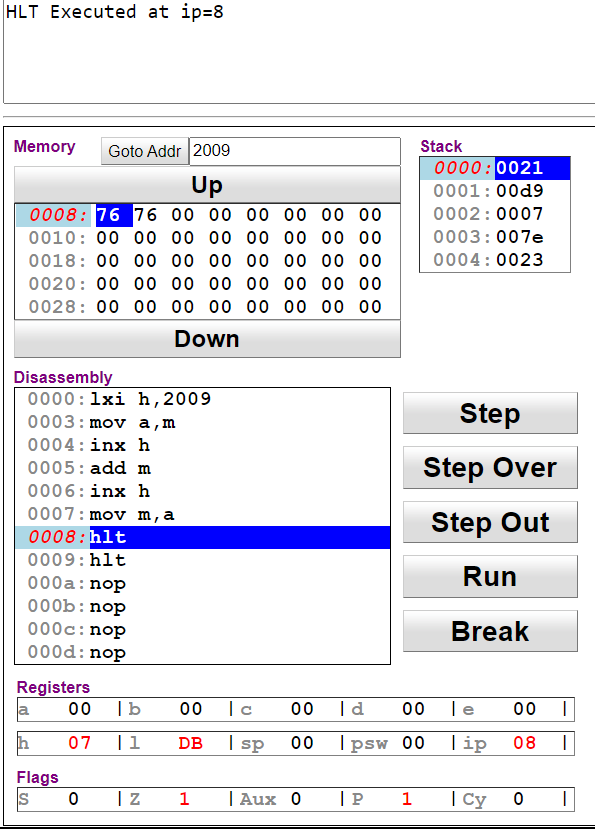 HLT Executed at ip=8
Memory Goto Addr 2009
Up
0008: 76 76 00 00 00 00 00 00
0010: 00 00 00 00 00 00 00 00
0018: 00 00 00 00 00 00 00 00
0020: 00 00 00 00 00 00 00 00
0028: 00 00 00 00 00 00 00 00
Down
Stack
0000: 0021
0001: 00d9
0002: 0007
0003: 007e
0004: 0023
Disassembly
0000: lxi h,2009
0003: mov a,m
0004: inx h
0005: add m
0006: inx h
0007: mov m,a
0008: hlt
0009: hlt
000a: nop
000b: nop
000c: nop
000d: nop
Step
Step Over
Step Out
Run
Break
Registers
a 00 | b 00 | c 00 | d 00 | e 00 |
h 07 | l DB | sp 00 | psw 00 | ip 08 |
Flags
S 0 | Z 1 | Aux 0 | P 1 | Cy 0 |